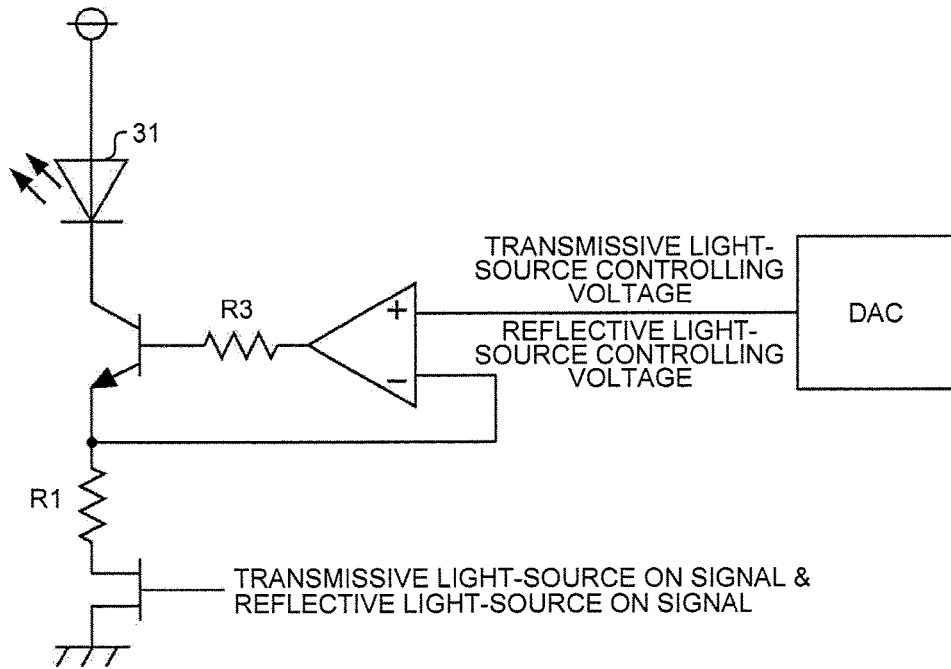 31
TRANSMISSIVE LIGHT-
SOURCE CONTROLLING
VOLTAGE
DAC
R3
+
REFLECTIVE LIGHT-
SOURCE CONTROLLING
VOLTAGE
−
R1
TRANSMISSIVE LIGHT-SOURCE ON SIGNAL &
REFLECTIVE LIGHT-SOURCE ON SIGNAL